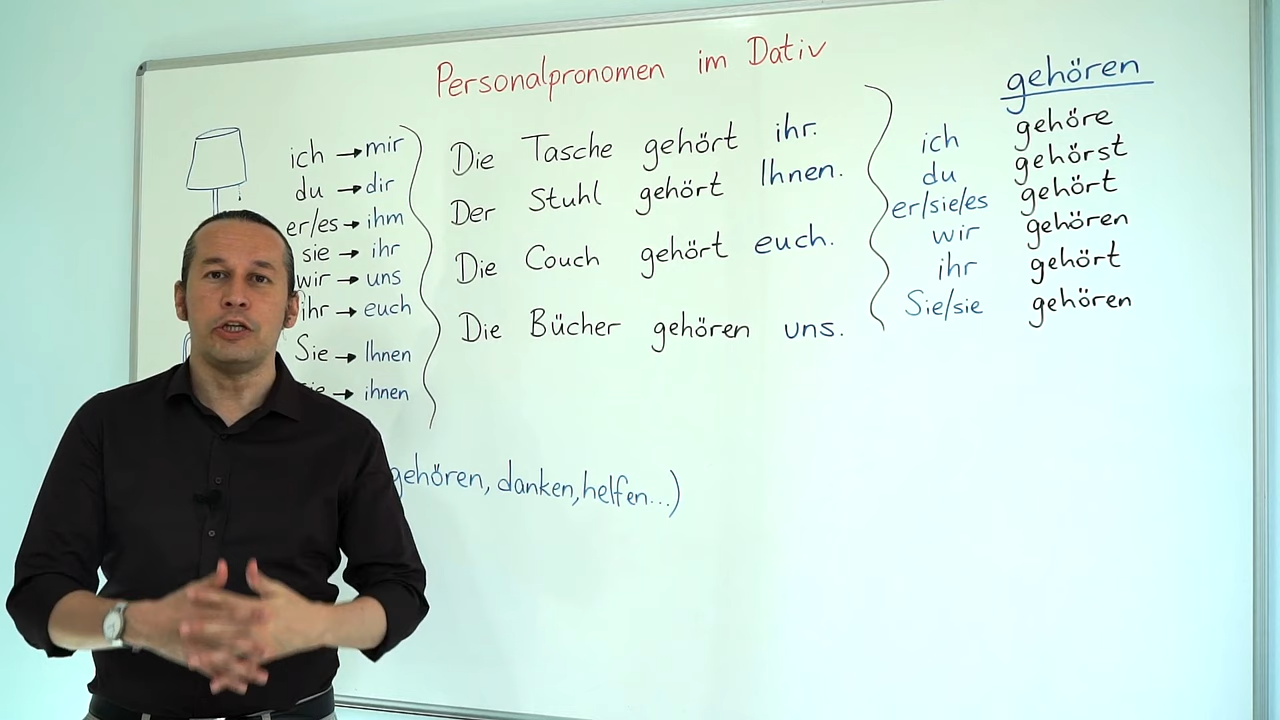 Personalpronomen im Dativ
ich → mir
du → dir
er/es → ihm
sie → ihr
wir → uns
ihr → euch
Sie → Ihnen
sie → ihnen
Die Tasche gehört ihr.
Der Stuhl gehört Ihnen.
Die Couch gehört euch.
Die Bücher gehören uns.
gehören
ich gehöre
du gehörst
er/sie/es gehört
wir gehören
ihr gehört
Sie/sie gehören
gehören, danken, helfen...)